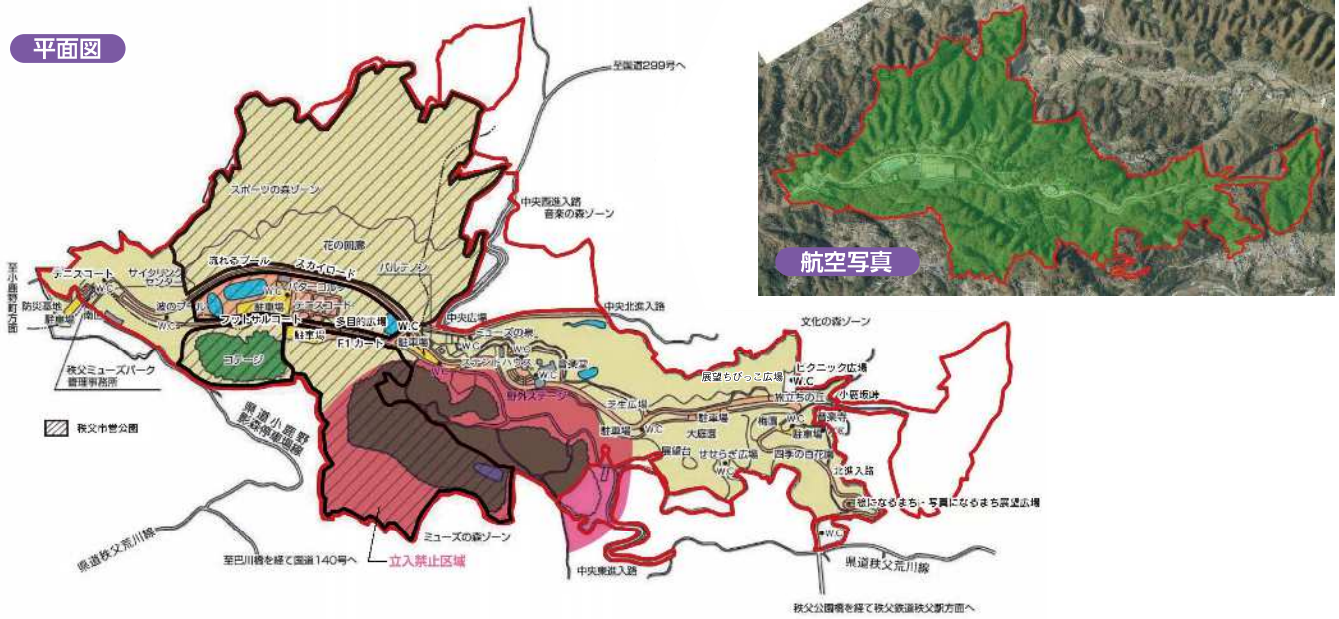 平面図
航空写真
至国道299号へ
スポーツの森ゾーン
中央西進入路
音楽の森ゾーン
花の回廊
流れるプール
スカイロード
パルテノン
テニスコート
サイクリング
センター
W.C
至小鹿野町方面
防災基地
駐車場
W.C
波のプール
W.C
パターゴルフ
駐車場
テニスコート
フットサルコート
多目的広場
W.C
中央広場
中央北進入路
文化の森ゾーン
駐車場
F1カート
駐車場
ミューズの泉
W.C
W.C
ステントハウス
音楽堂
W.C
コテージ
秩父ミューズパーク
管理事務所
展望ちびっこ広場
ピクニック広場
W.C
旅立ちの丘
小鹿坂峠
野外ステージ
芝生広場
駐車場
音楽寺
梅園
W.C
駐車場
W.C
駐車場
大庭園
県道小鹿野
影森停車場線
秩父市営公園
展望台
せせらぎ広場
四季の百花園
W.C
北進入路
絵になるまち・写真になるまち展望広場
W.C
ミューズの森ゾーン
県道秩父荒川線
至巴川橋を経て国道140号へ
立入禁止区域
中央東進入路
県道秩父荒川線
秩父公園橋を経て秩父鉄道秩父駅方面へ